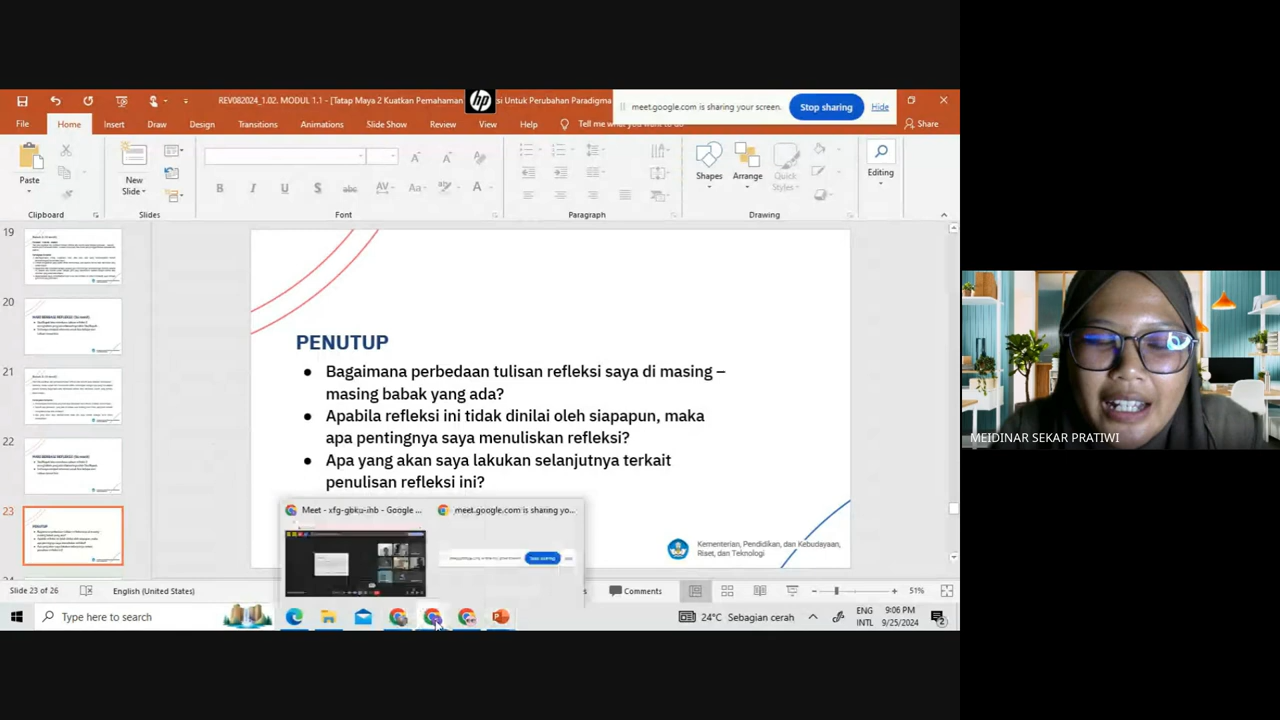 REV082024_1.02. MODUL 1.1 - [Tatap Maya 2 Kuatkan Pemahaman
si Untuk Perubahan Paradigma
hp
meet.google.com is sharing your screen.
Stop sharing
Hide
File
Home
Insert
Draw
Design
Transitions
Animations
Slide Show
Review
View
Help
Tell me what you want to do
Share
Paste
New
Slide
Shapes
Arrange
Quick
Styles
Editing
Clipboard
Slides
Font
Paragraph
Drawing
19
20
21
22
23
PENUTUP
● Bagaimana perbedaan tulisan refleksi saya di masing –
masing babak yang ada?
● Apabila refleksi ini tidak dinilai oleh siapapun, maka
apa pentingnya saya menuliskan refleksi?
● Apa yang akan saya lakukan selanjutnya terkait
penulisan refleksi ini?
Kementerian, Pendidikan, dan Kebudayaan,
Riset, dan Teknologi
Meet - xfg-gbku-ihb - Google ...
meet.google.com is sharing yo...
Slide 23 of 26
English (United States)
Comments
51%
Type here to search
24°C Sebagian cerah
ENG
INTL
9:06 PM
9/25/2024
2
MEIDINAR SEKAR PRATIWI